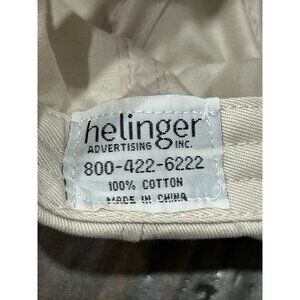 helinger
ADVERTISING INC.
800-422-6222
100% COTTON
MADE IN CHINA